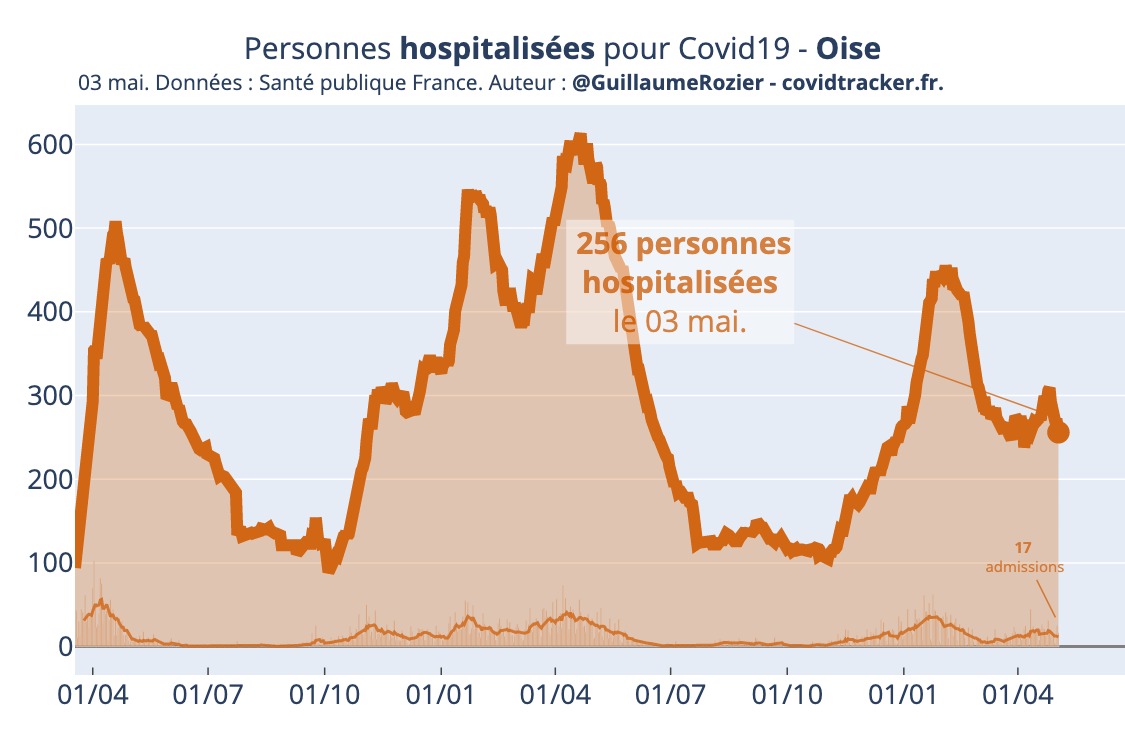 Personnes hospitalisées pour Covid19 - Oise
03 mai. Données : Santé publique France. Auteur : @GuillaumeRozier - covidtracker.fr.
600
500
400
300
200
100
0
256 personnes
hospitalisées
le 03 mai.
17
admissions
01/04
01/07
01/10
01/01
01/04
01/07
01/10
01/01
01/04